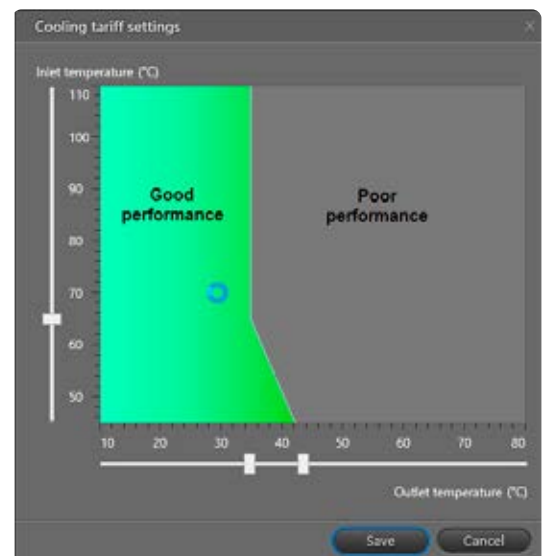 Cooling tariff settings
Inlet temperature (°C)
110
100
90
80
70
60
50
Good
performance
Poor
performance
10 20 30 40 50 60 70 80
Outlet temperature (°C)
Save Cancel